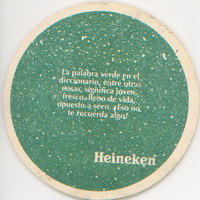 La palabra verde en el
diccionario, entre otras
cosas, significa joven,
fresco, lleno de vida,
opuesto a seco. ¿Eso no
te recuerda algo?
Heineken